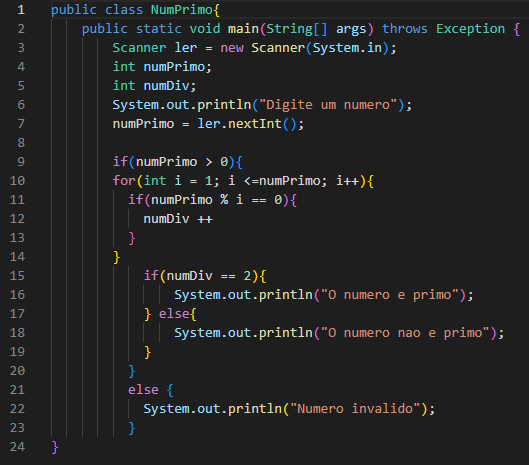 1 public class NumPrimo{
2 public static void main(String[] args) throws Exception {
3 Scanner ler = new Scanner(System.in);
4 int numPrimo;
5 int numDiv;
6 System.out.println("Digite um numero");
7 numPrimo = ler.nextInt();
8
9 if(numPrimo > 0){
10 for(int i = 1; i <=numPrimo; i++){
11 if(numPrimo % i == 0){
12 numDiv ++
13 }
14 }
15 if(numDiv == 2){
16 System.out.println("O numero e primo");
17 } else{
18 System.out.println("O numero nao e primo");
19 }
20 }
21 else {
22 System.out.println("Numero invalido");
23 }
24 }